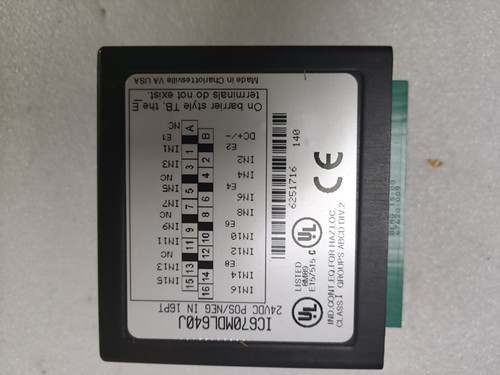 IC670MDL640J
24VDC POS/NEG IN 16PT
IN16
IN15
16
15
IN14
IN13
14
13
E8
NC
IN12
IN11
12
11
IN10
IN9
10
9
E6
NC
IN8
IN7
8
7
IN6
IN5
6
5
E4
NC
IN4
IN3
4
3
IN2
IN1
2
1
E2
E1
DC+/-
NC
B
A
On barrier style TB, the E
terminals do not exist.
Made in Charlottesville VA USA
IND.CONT.EQ.FOR HAZ.LOC.
CLASS I GROUPS ABCD DIV.2
UL
LISTED
E157515
C
UL
CE
6251716
140